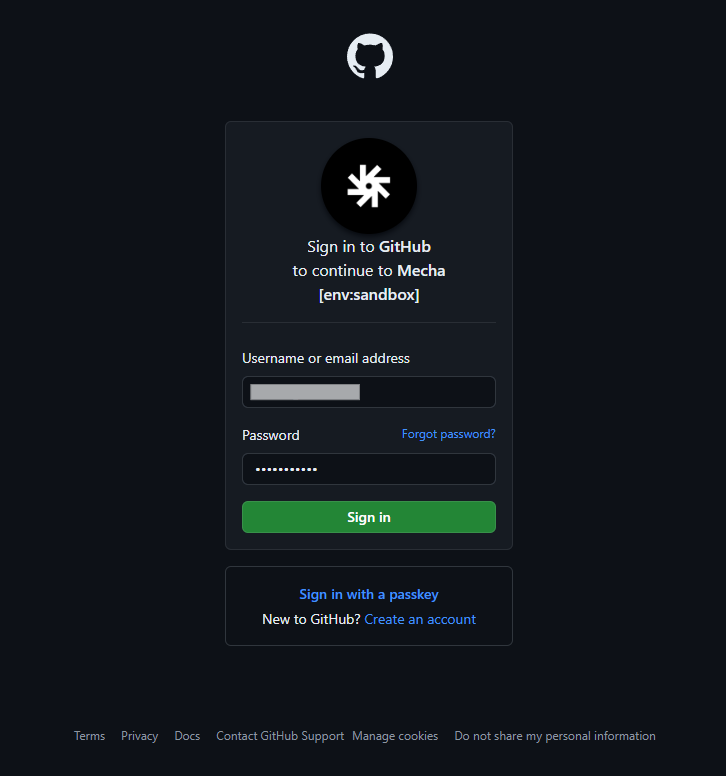 Sign in to GitHub
to continue to Mecha
[env:sandbox]
Username or email address
Password Forgot password?
•••••••••••
Sign in
Sign in with a passkey
New to GitHub? Create an account
Terms Privacy Docs Contact GitHub Support Manage cookies Do not share my personal information